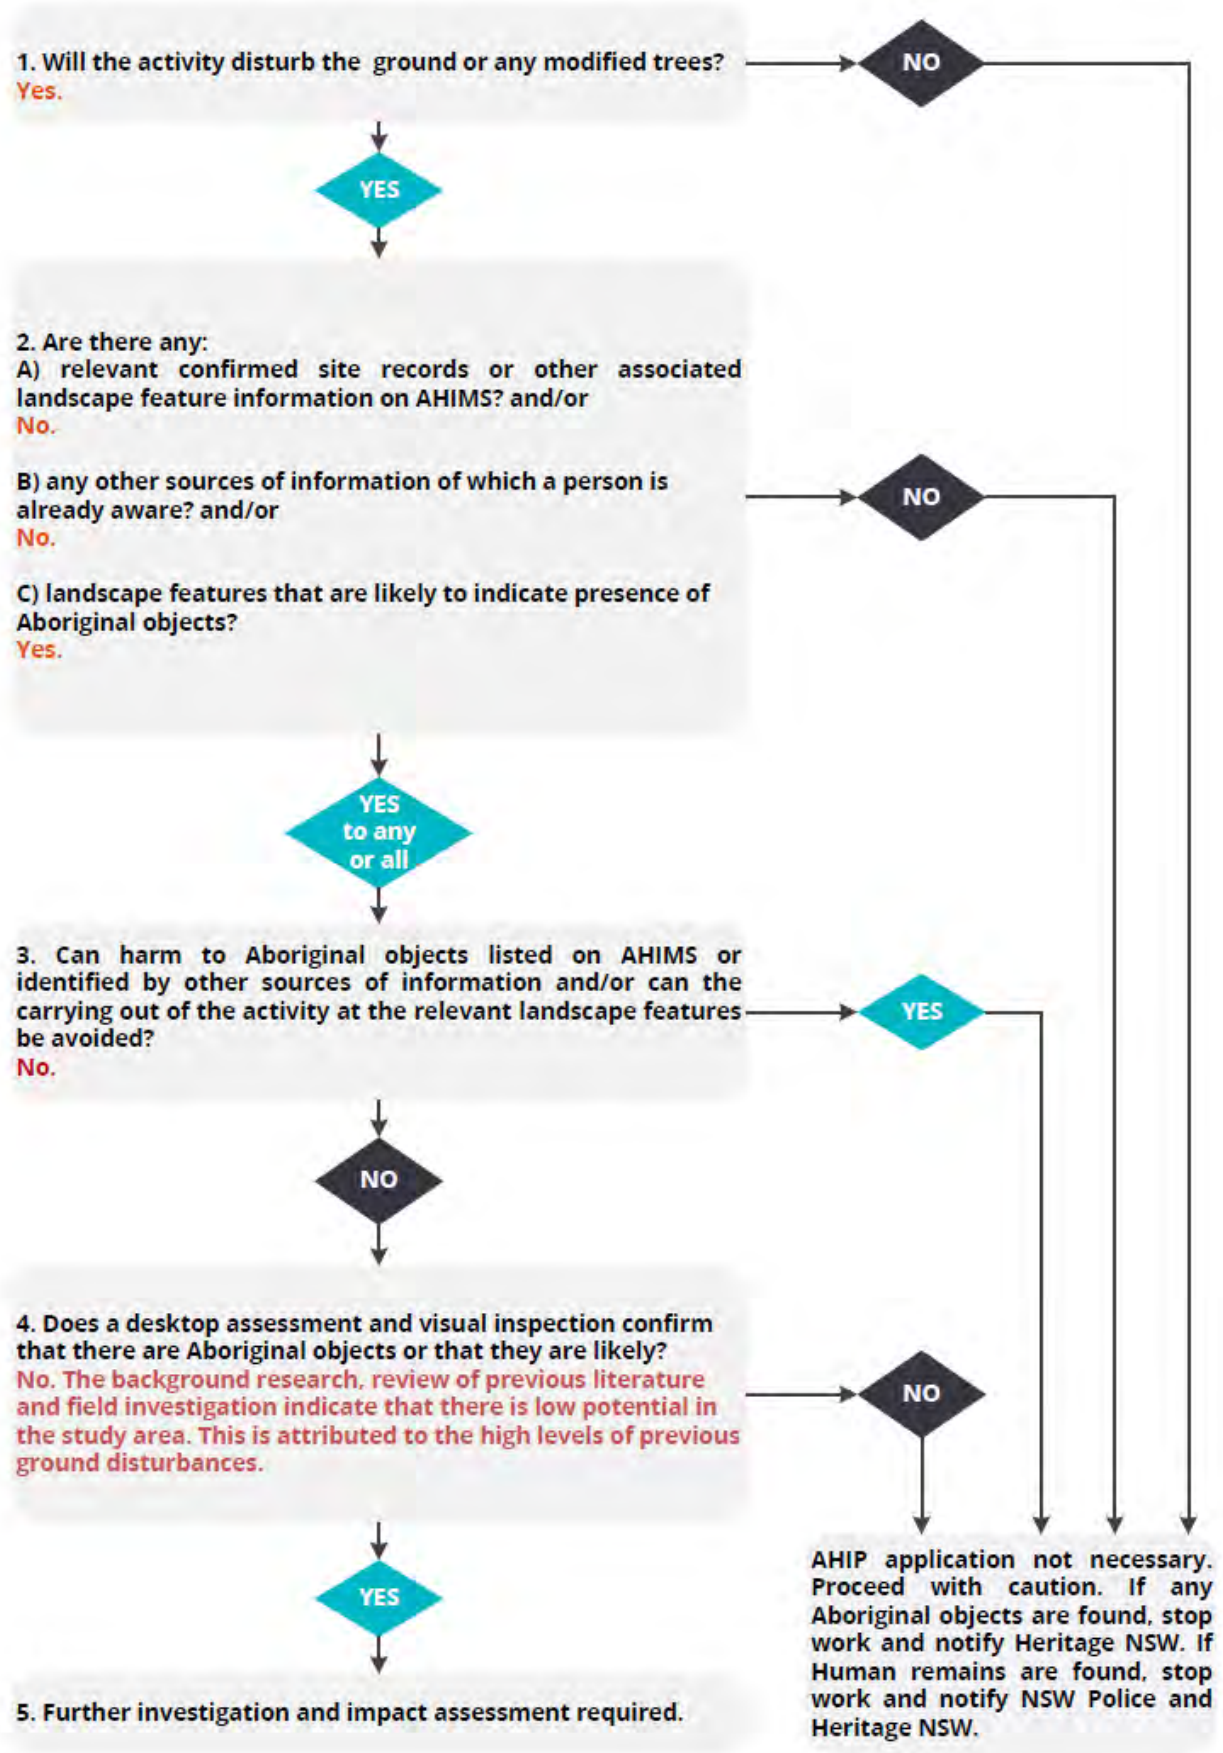 1. Will the activity disturb the ground or any modified trees?
Yes.
NO
YES
2. Are there any:
A) relevant confirmed site records or other associated
landscape feature information on AHIMS? and/or
No.
B) any other sources of information of which a person is
already aware? and/or
No.
NO
C) landscape features that are likely to indicate presence of
Aboriginal objects?
Yes.
YES
to any
or all
3. Can harm to Aboriginal objects listed on AHIMS or
identified by other sources of information and/or can the
carrying out of the activity at the relevant landscape features
be avoided?
No.
YES
NO
4. Does a desktop assessment and visual inspection confirm
that there are Aboriginal objects or that they are likely?
No. The background research, review of previous literature
and field investigation indicate that there is low potential in
the study area. This is attributed to the high levels of previous
ground disturbances.
NO
YES
5. Further investigation and impact assessment required.
AHIP application not necessary.
Proceed with caution. If any
Aboriginal objects are found, stop
work and notify Heritage NSW. If
Human remains are found, stop
work and notify NSW Police and
Heritage NSW.